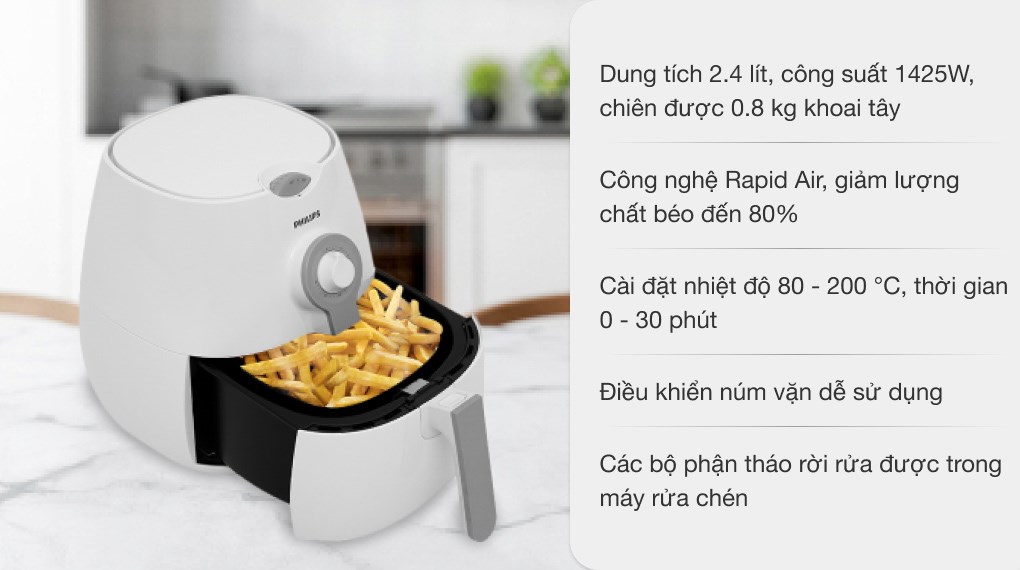 PHILIPS
Dung tích 2.4 lít, công suất 1425W,
chiên được 0.8 kg khoai tây
Công nghệ Rapid Air, giảm lượng
chất béo đến 80%
Cài đặt nhiệt độ 80 - 200 °C, thời gian
0 - 30 phút
Điều khiển núm vặn dễ sử dụng
Các bộ phận tháo rời rửa được trong
máy rửa chén